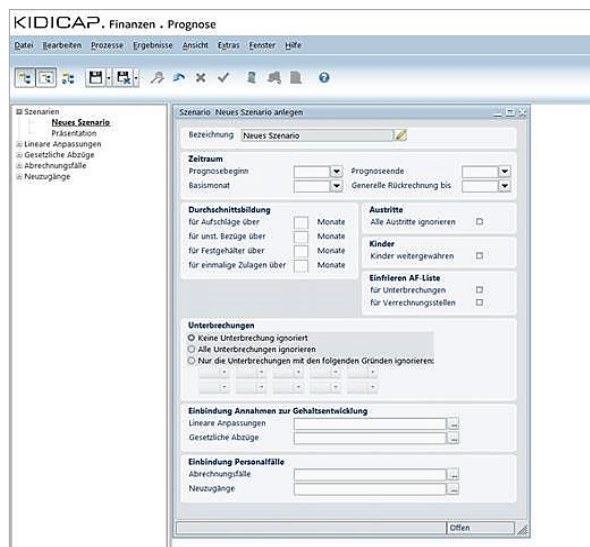 KIDICAP. Finanzen . Prognose
Datei Bearbeiten Prozesse Ergebnisse Ansicht Extras Fenster Hilfe
Szenarien
Neues Szenario
Präsentation
Lineare Anpassungen
Gesetzliche Abzüge
Abrechnungsfälle
Neuzugänge
Szenario Neues Szenario anlegen
Bezeichnung Neues Szenario
Zeitraum
Prognosebeginn Prognoseende
Basismonat Generelle Rückrechnung bis
Durchschnittsbildung
für Aufschläge über Monate
für unst. Bezüge über Monate
für Festgehälter über Monate
für einmalige Zulagen über Monate
Austritte
Alle Austritte ignorieren
Kinder
Kinder weitergewähren
Einfrieren AF-Liste
für Unterbrechungen
für Verrechnungsstellen
Unterbrechungen
Keine Unterbrechung ignoriert
Alle Unterbrechungen ignorieren
Nur die Unterbrechungen mit den folgenden Gründen ignorieren:
Einbindung Annahmen zur Gehaltsentwicklung
Lineare Anpassungen ...
Gesetzliche Abzüge ...
Einbindung Personalfälle
Abrechnungsfälle ...
Neuzugänge ...
Offen